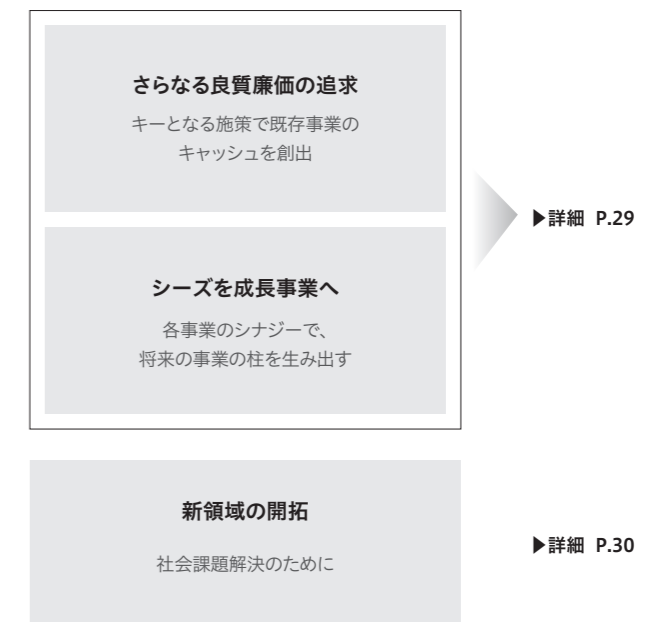 さらなる良質廉価の追求
キーとなる施策で既存事業の
キャッシュを創出
▶詳細 P.29
シーズを成長事業へ
各事業のシナジーで、
将来の事業の柱を生み出す
新領域の開拓
社会課題解決のために
▶詳細 P.30